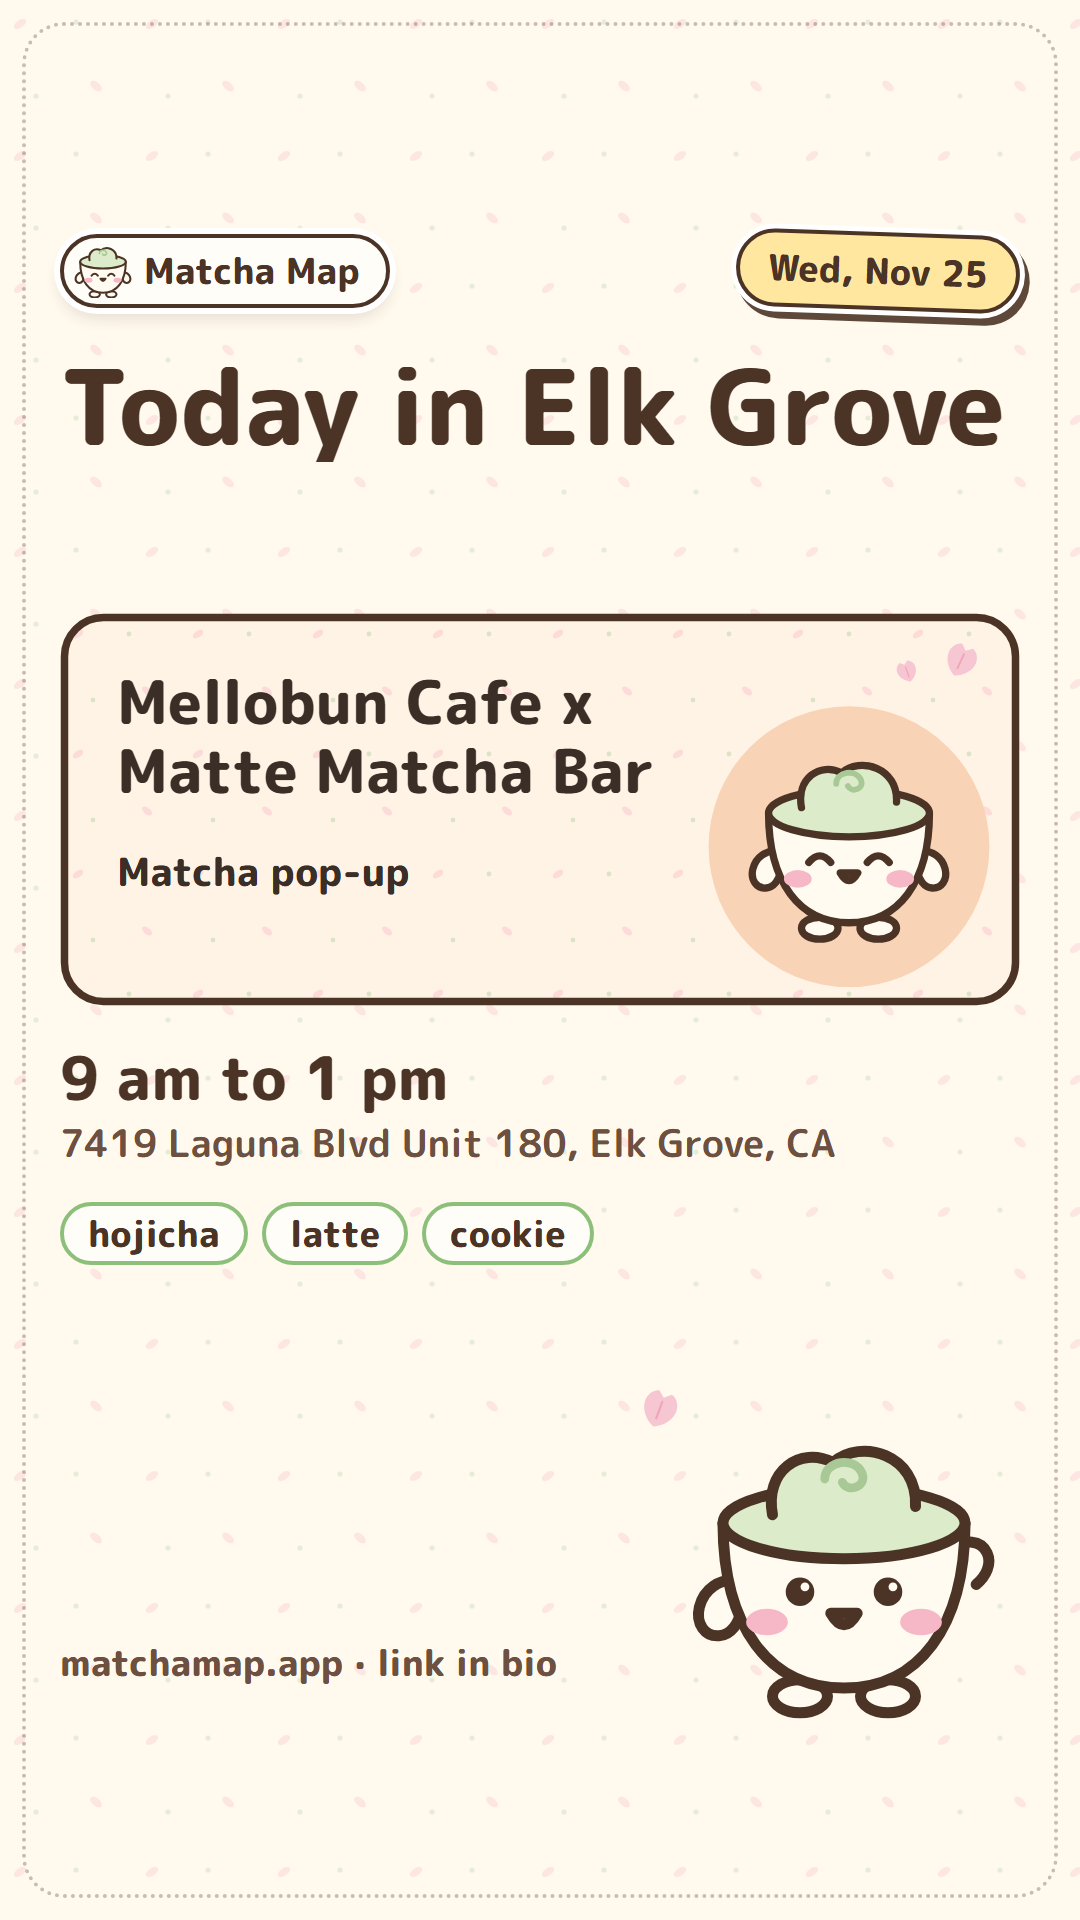 Matcha Map
Wed, Nov 25
Today in Elk Grove
Mellobun Cafe x
Matte Matcha Bar
Matcha pop-up
9 am to 1 pm
7419 Laguna Blvd Unit 180, Elk Grove, CA
hojicha
latte
cookie
matchamap.app · link in bio